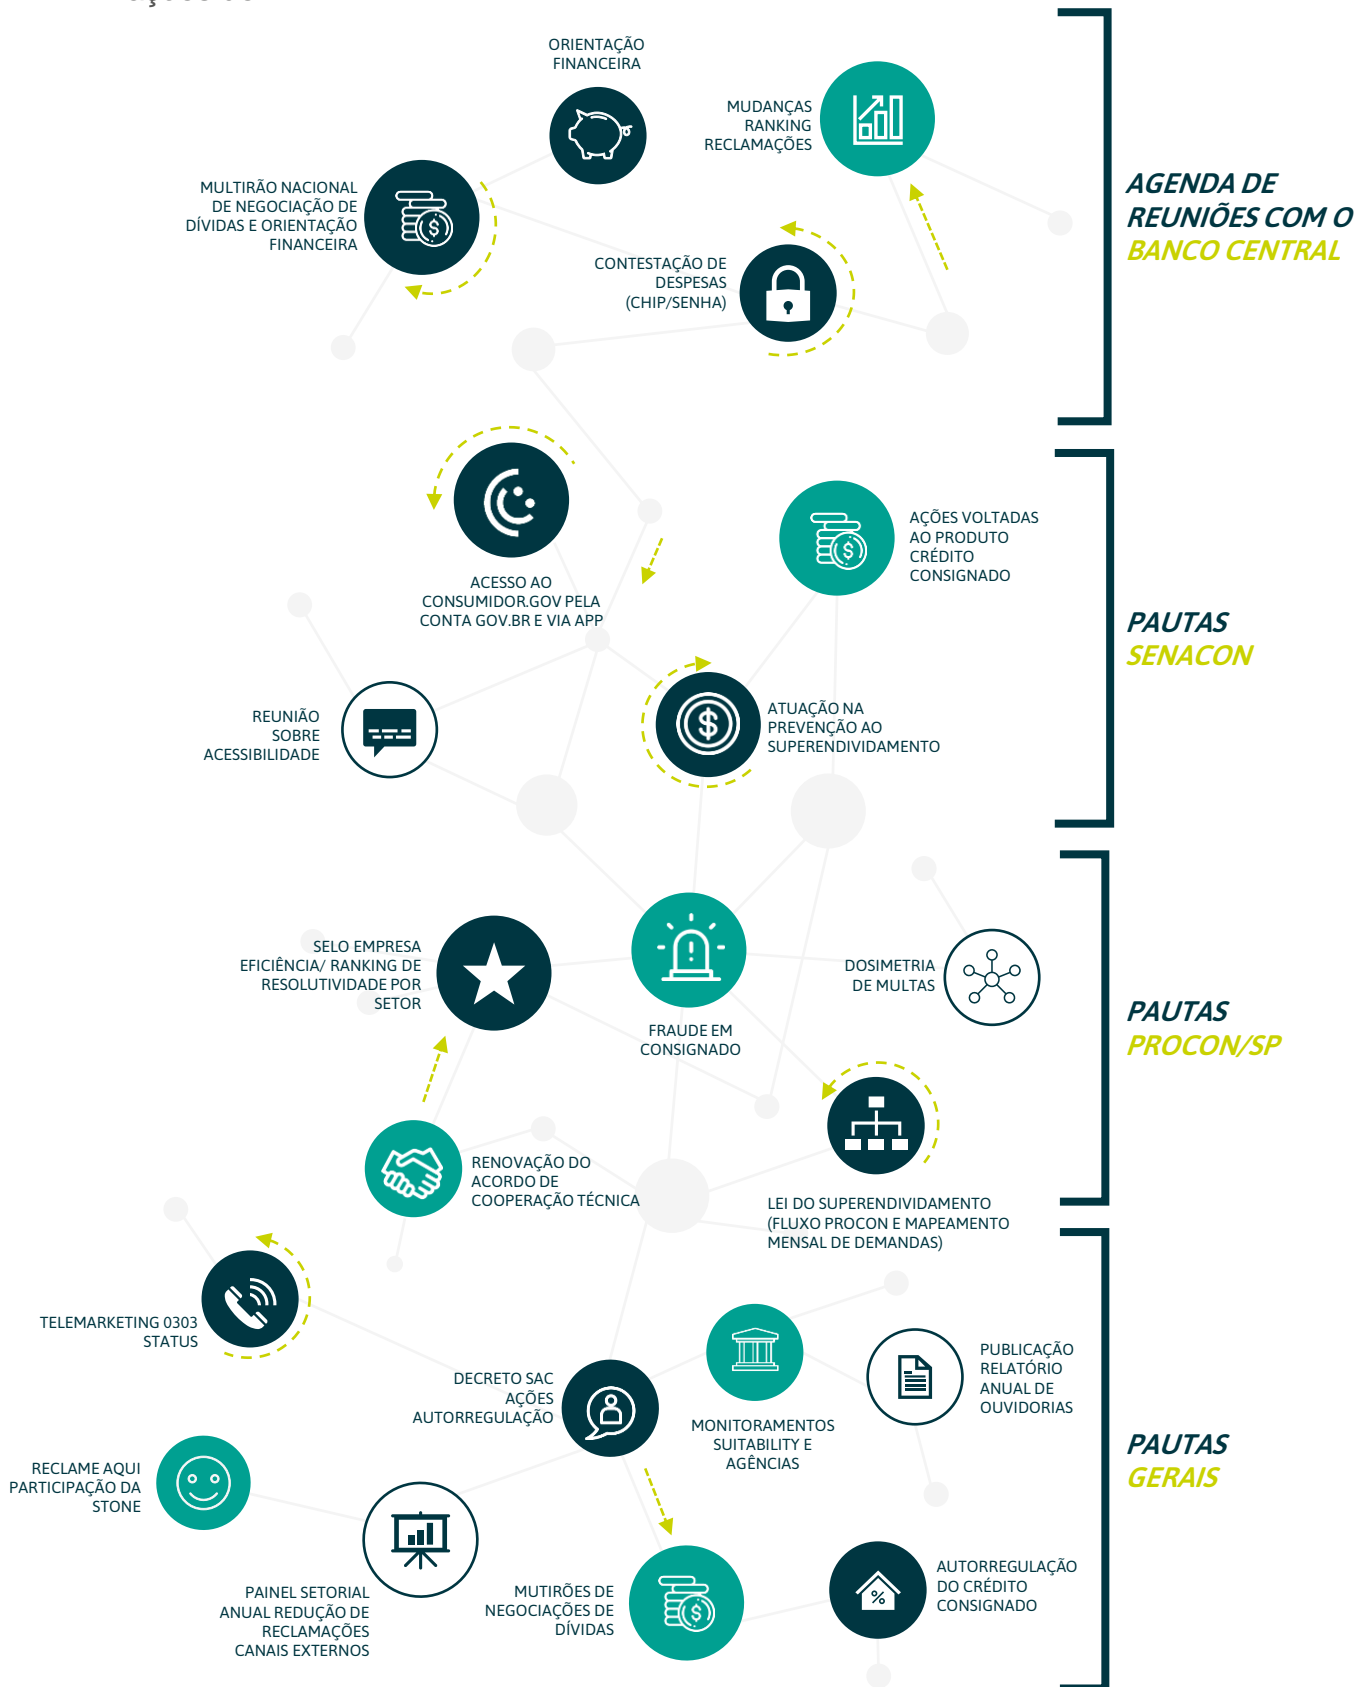 ORIENTAÇÃO
FINANCEIRA
MUDANÇAS
RANKING
RECLAMAÇÕES
MULTIRÃO NACIONAL
DE NEGOCIAÇÃO DE
DÍVIDAS E ORIENTAÇÃO
FINANCEIRA
CONTESTAÇÃO DE
DESPESAS
(CHIP/SENHA)
AGENDA DE
REUNIÕES COM O
BANCO CENTRAL
ACESSO AO
CONSUMIDOR.GOV PELA
CONTA GOV.BR E VIA APP
AÇÕES VOLTADAS
AO PRODUTO
CRÉDITO
CONSIGNADO
REUNIÃO
SOBRE
ACESSIBILIDADE
ATUAÇÃO NA
PREVENÇÃO AO
SUPERENDIVIDAMENTO
PAUTAS
SENACON
SELO EMPRESA
EFICIÊNCIA/ RANKING DE
RESOLUTIVIDADE POR
SETOR
FRAUDE EM
CONSIGNADO
DOSIMETRIA
DE MULTAS
RENOVAÇÃO DO
ACORDO DE
COOPERAÇÃO TÉCNICA
LEI DO SUPERENDIVIDAMENTO
(FLUXO PROCON E MAPEAMENTO
MENSAL DE DEMANDAS)
PAUTAS
PROCON/SP
TELEMARKETING 0303
STATUS
DECRETO SAC
AÇÕES
AUTORREGULAÇÃO
MONITORAMENTOS
SUITABILITY E
AGÊNCIAS
PUBLICAÇÃO
RELATÓRIO
ANUAL DE
OUVIDORIAS
RECLAME AQUI
PARTICIPAÇÃO DA
STONE
PAINEL SETORIAL
ANUAL REDUÇÃO DE
RECLAMAÇÕES
CANAIS EXTERNOS
MUTIRÕES DE
NEGOCIAÇÕES DE
DÍVIDAS
AUTORREGULAÇÃO
DO CRÉDITO
CONSIGNADO
PAUTAS
GERAIS